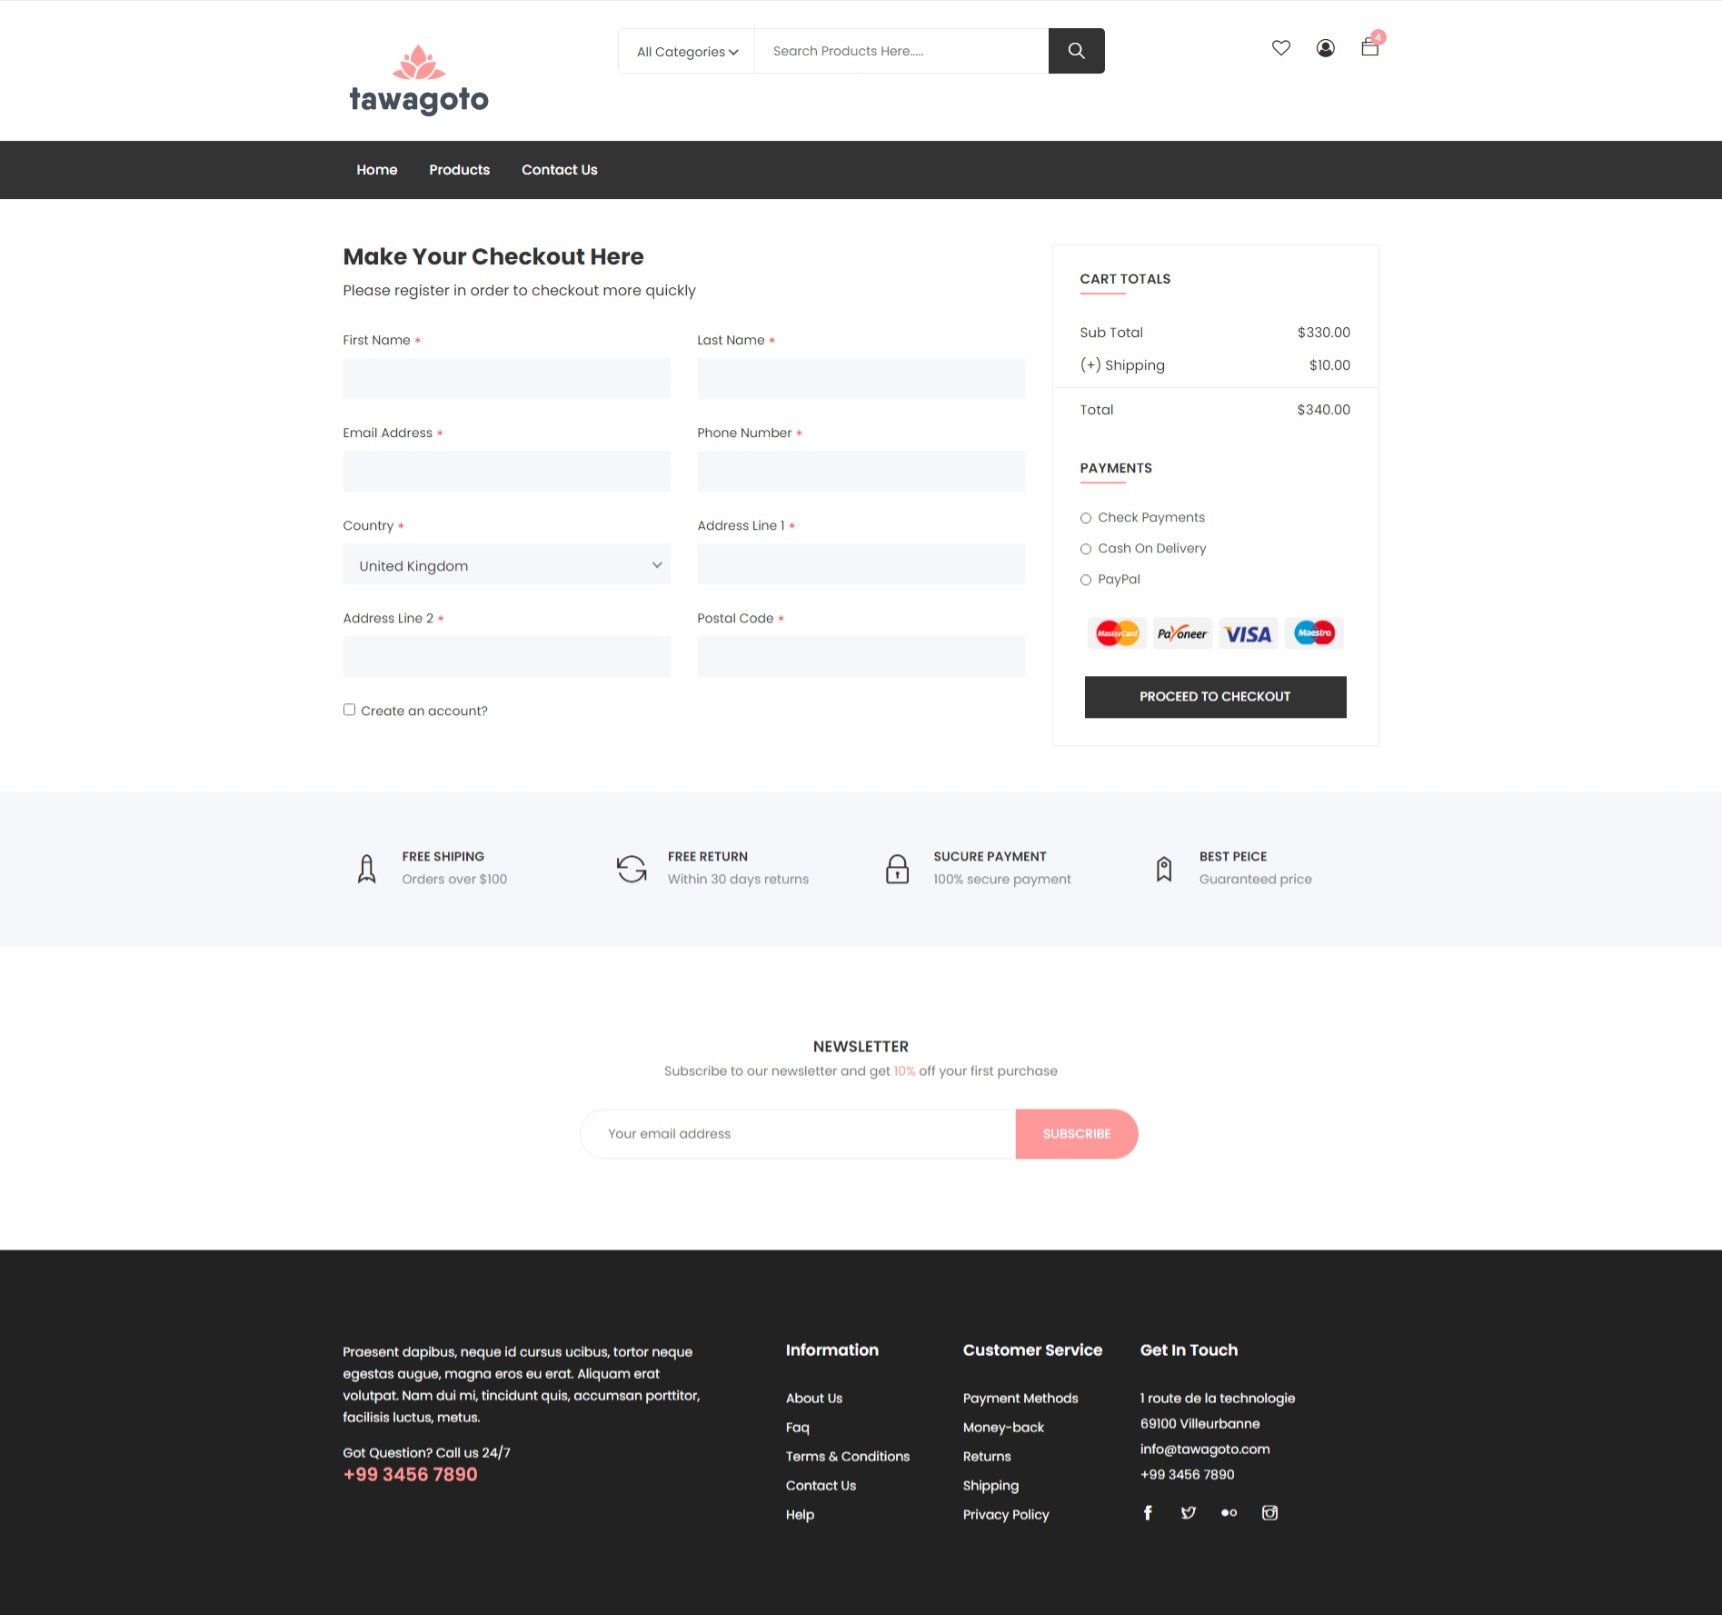 All Categories
Search Products Here.....
4
tawagoto
Home Products Contact Us
Make Your Checkout Here
Please register in order to checkout more quickly
First Name *
Last Name *
Email Address *
Phone Number *
Country *
Address Line 1 *
United Kingdom
Address Line 2 *
Postal Code *
Create an account?
CART TOTALS
Sub Total $330.00
(+) Shipping $10.00
Total $340.00
PAYMENTS
Check Payments
Cash On Delivery
PayPal
MasterCard Payoneer VISA Maestro
PROCEED TO CHECKOUT
FREE SHIPING
Orders over $100
FREE RETURN
Within 30 days returns
SUCURE PAYMENT
100% secure payment
BEST PEICE
Guaranteed price
NEWSLETTER
Subscribe to our newsletter and get 10% off your first purchase
Your email address
SUBSCRIBE
Praesent dapibus, neque id cursus ucibus, tortor neque
egestas augue, magna eros eu erat. Aliquam erat
volutpat. Nam dui mi, tincidunt quis, accumsan porttitor,
facilisis luctus, metus.
Got Question? Call us 24/7
+99 3456 7890
Information
About Us
Faq
Terms & Conditions
Contact Us
Help
Customer Service
Payment Methods
Money-back
Returns
Shipping
Privacy Policy
Get In Touch
1 route de la technologie
69100 Villeurbanne
info@tawagoto.com
+99 3456 7890